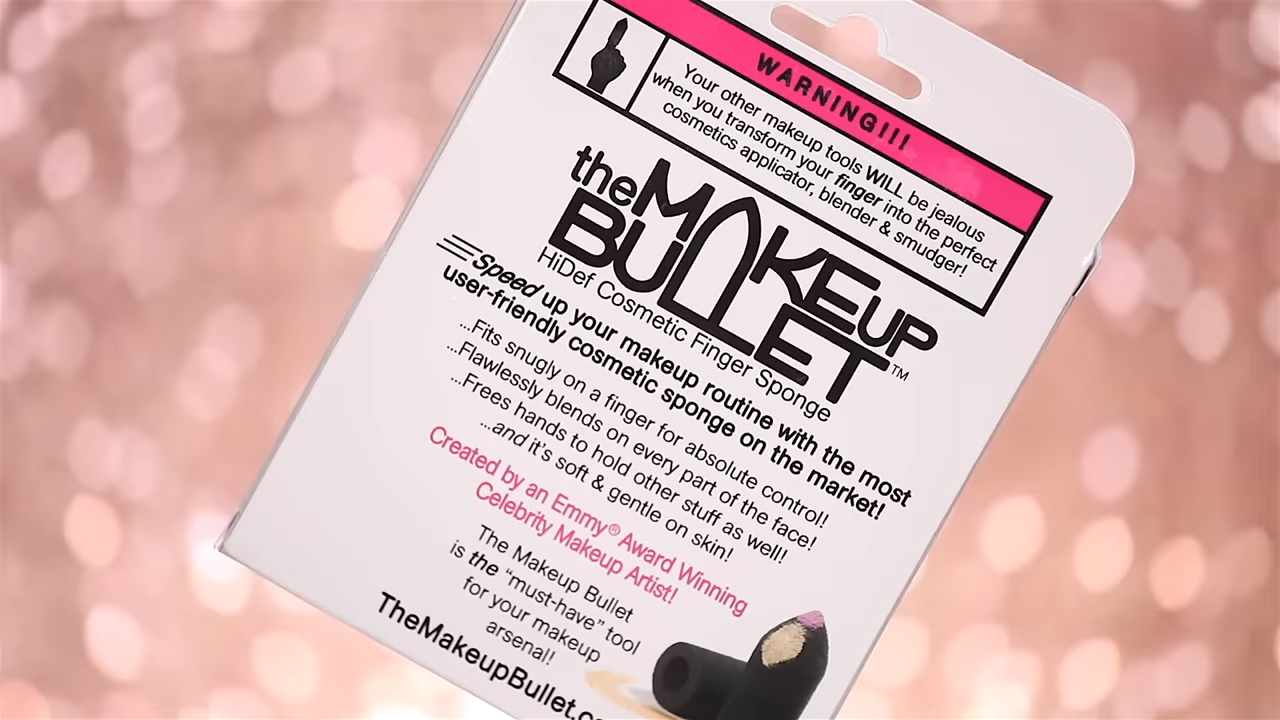 WARNING!!!
Your other makeup tools WILL be jealous
when you transform your finger into the perfect
cosmetics applicator, blender & smudger!
the MAKEUP
BULLET™
HiDef Cosmetic Finger Sponge
Speed up your makeup routine with the most
user-friendly cosmetic sponge on the market!
...Fits snugly on a finger for absolute control!
...Flawlessly blends on every part of the face!
...Frees hands to hold other stuff as well!
...and it's soft & gentle on skin!
Created by an Emmy® Award Winning
Celebrity Makeup Artist!
The Makeup Bullet
is the "must-have" tool
for your makeup
arsenal!